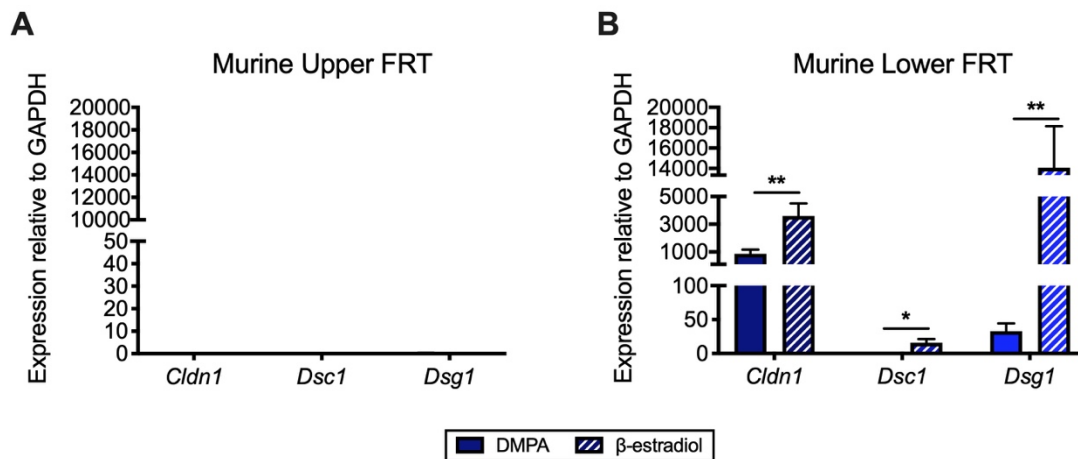 A
Murine Upper FRT
Expression relative to GAPDH
20000
18000
16000
14000
12000
10000
50
40
30
20
10
0
Cldn1 Dsc1 Dsg1
B
Murine Lower FRT
Expression relative to GAPDH
20000
18000
16000
14000
5000
3000
1000
100
50
0
**
*
**
Cldn1 Dsc1 Dsg1
DMPA β-estradiol